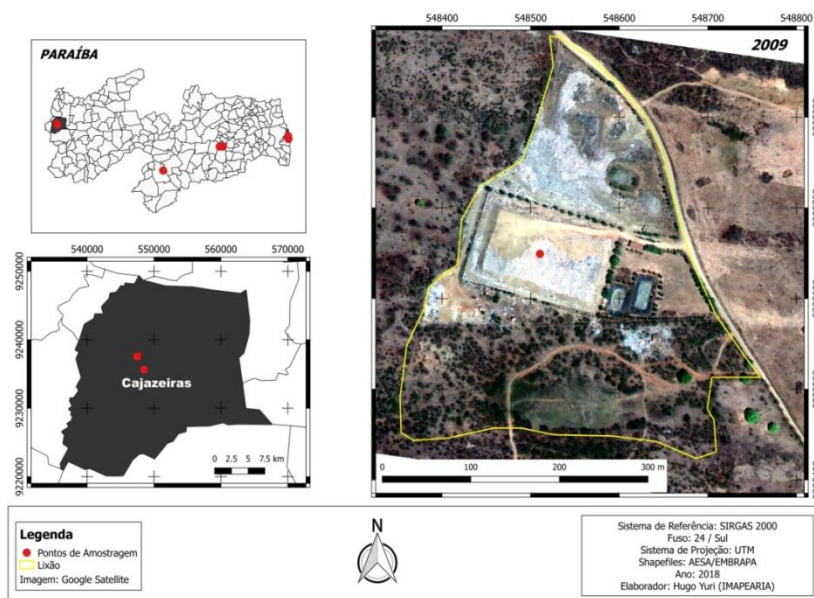 PARAÍBA
540000 550000 560000 570000
9250000
9240000
9230000
9220000
Cajazeiras
0 2.5 5 7.5 km
548400 548500 548600 548700 548800
2009
0 100 200 300 m
Legenda
Pontos de Amostragem
Lixão
Imagem: Google Satellite
N
Sistema de Referência: SIRGAS 2000
Fuso: 24 / Sul
Sistema de Projeção: UTM
Shapefiles: AESA/EMBRAPA
Ano: 2018
Elaborador: Hugo Yuri (IMAPEARIA)